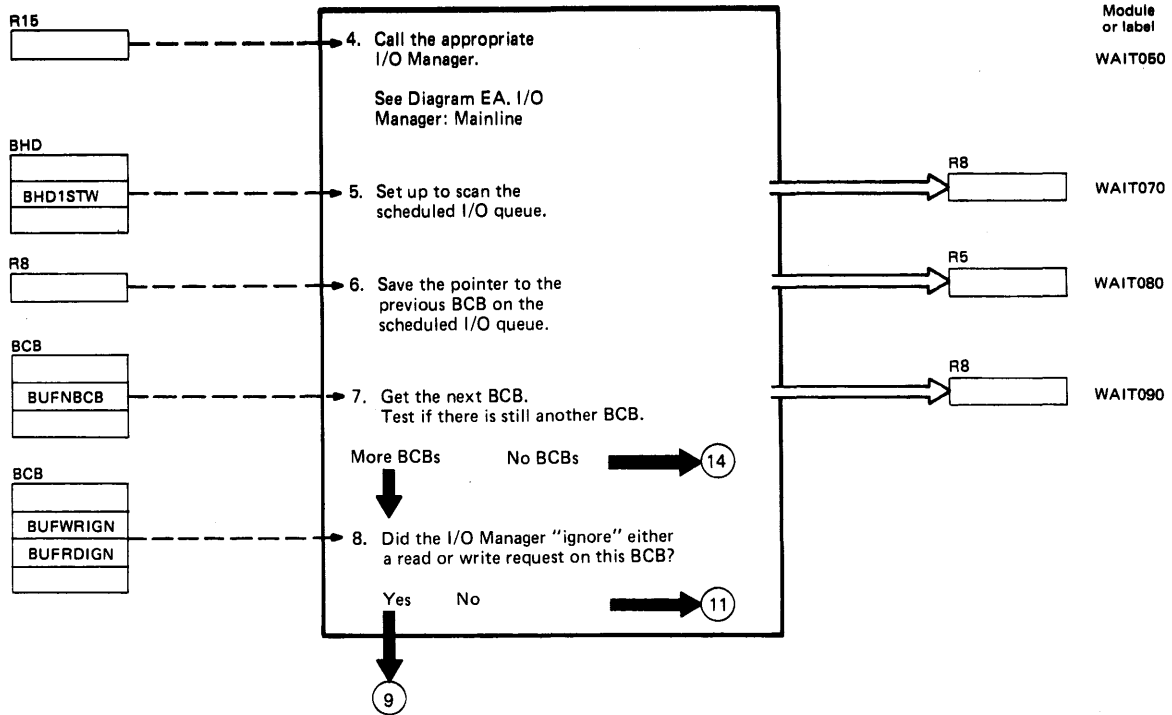 R15
Module
or label
4. Call the appropriate
I/O Manager.
WAIT050
See Diagram EA. I/O
Manager: Mainline
BHD
BHD1STW
5. Set up to scan the
scheduled I/O queue.
R8
WAIT070
R8
6. Save the pointer to the
previous BCB on the
scheduled I/O queue.
R5
WAIT080
BCB
BUFNBCB
7. Get the next BCB.
Test if there is still another BCB.
R8
WAIT090
More BCBs No BCBs 14
BCB
BUFWRIGN
BUFRDIGN
8. Did the I/O Manager "ignore" either
a read or write request on this BCB?
Yes No 11
9